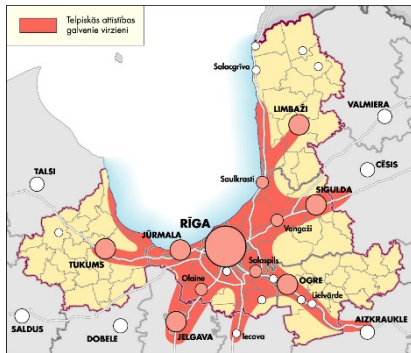 Telpiskās attīstības
galvenie virzieni
Salacgrīva
LIMBAŽI
VALMIERA
CĒSIS
TALSI
Saulkrasti
SIGULDA
RĪGA
JŪRMALA
Vangaži
TUKUMS
Salaspils
Olaine
OGRE
Lielvārde
SALDUS
DOBELE
JELGAVA
Iecava
AIZKRAUKLE